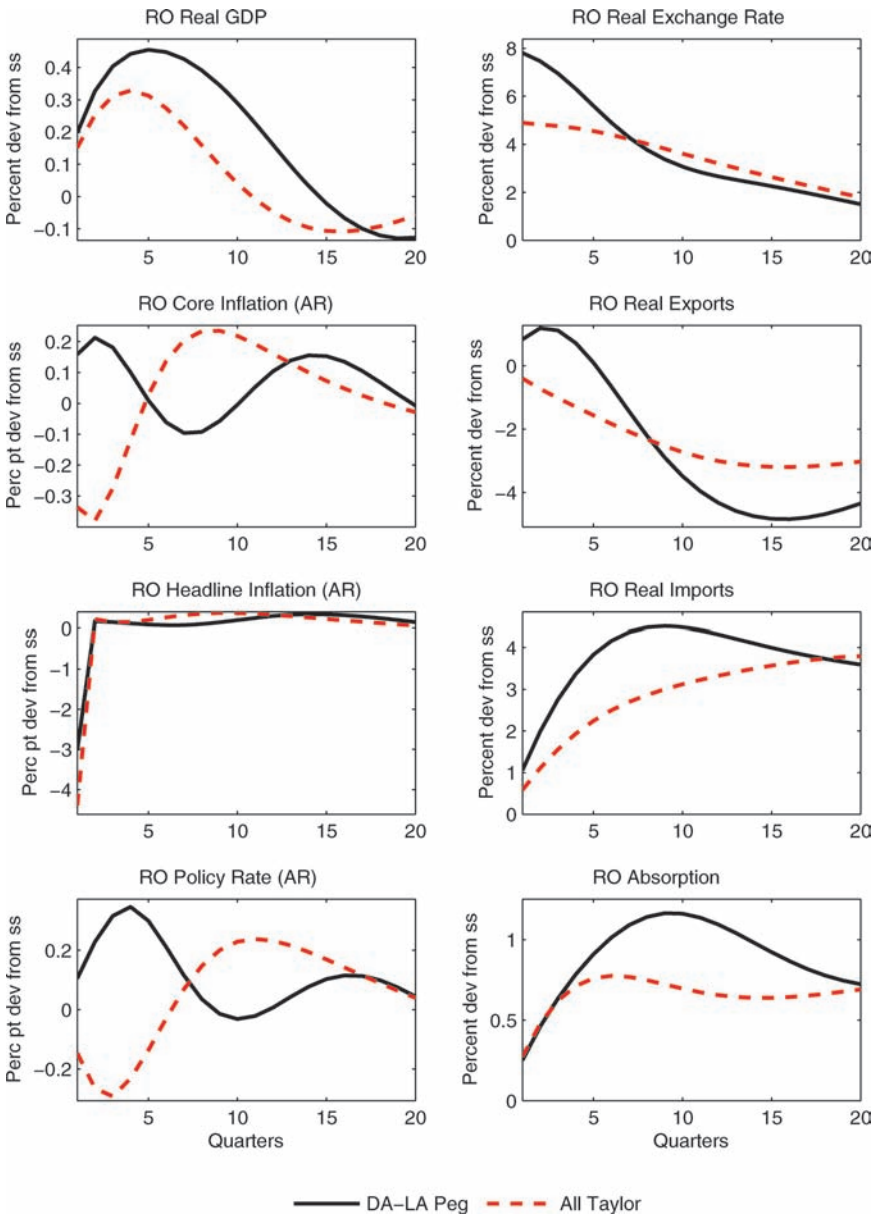 RO Real GDP
Percent dev from ss
0.4
0.3
0.2
0.1
0
−0.1
5 10 15 20
RO Real Exchange Rate
Percent dev from ss
8
6
4
2
0
5 10 15 20
RO Core Inflation (AR)
Perc pt dev from ss
0.2
0.1
0
−0.1
−0.2
−0.3
5 10 15 20
RO Real Exports
Percent dev from ss
0
−2
−4
5 10 15 20
RO Headline Inflation (AR)
Perc pt dev from ss
0
−1
−2
−3
−4
5 10 15 20
RO Real Imports
Percent dev from ss
4
3
2
1
0
5 10 15 20
RO Policy Rate (AR)
Perc pt dev from ss
0.2
0
−0.2
5 10 15 20
Quarters
RO Absorption
Percent dev from ss
1
0.5
0
5 10 15 20
Quarters
DA−LA Peg All Taylor